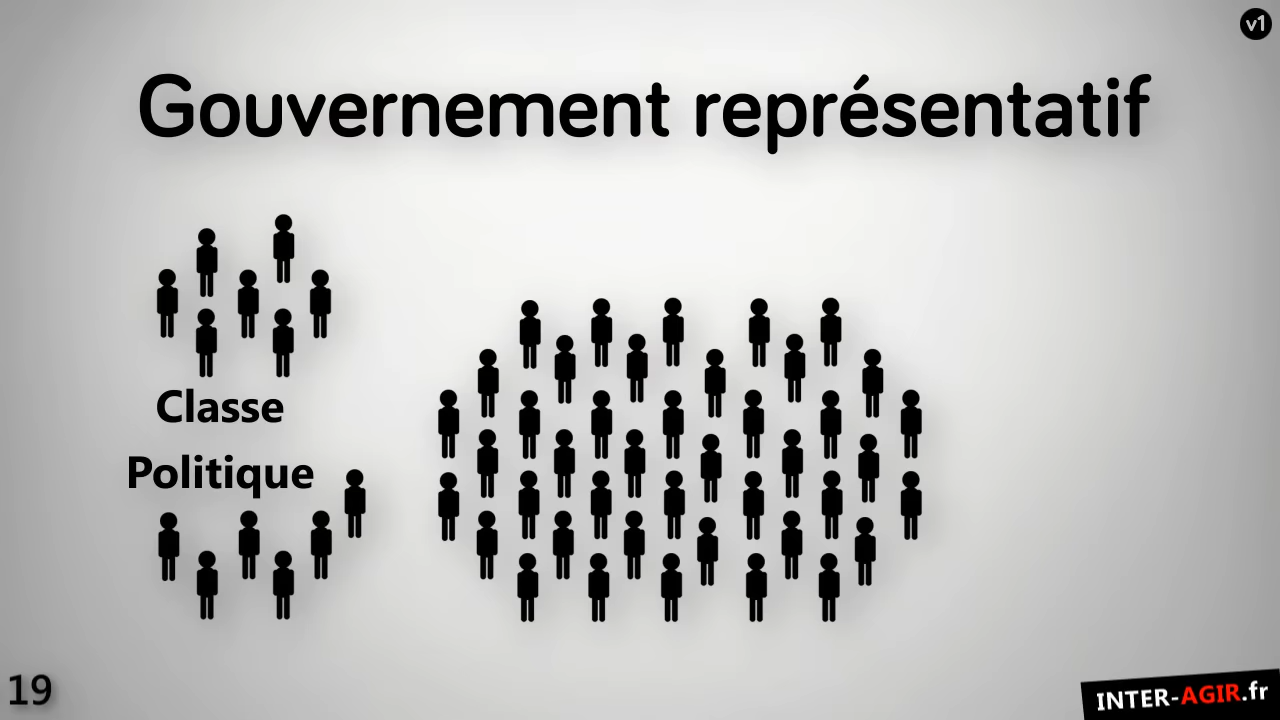 v1
Gouvernement représentatif
Classe
Politique
19
INTER-AGIR.fr